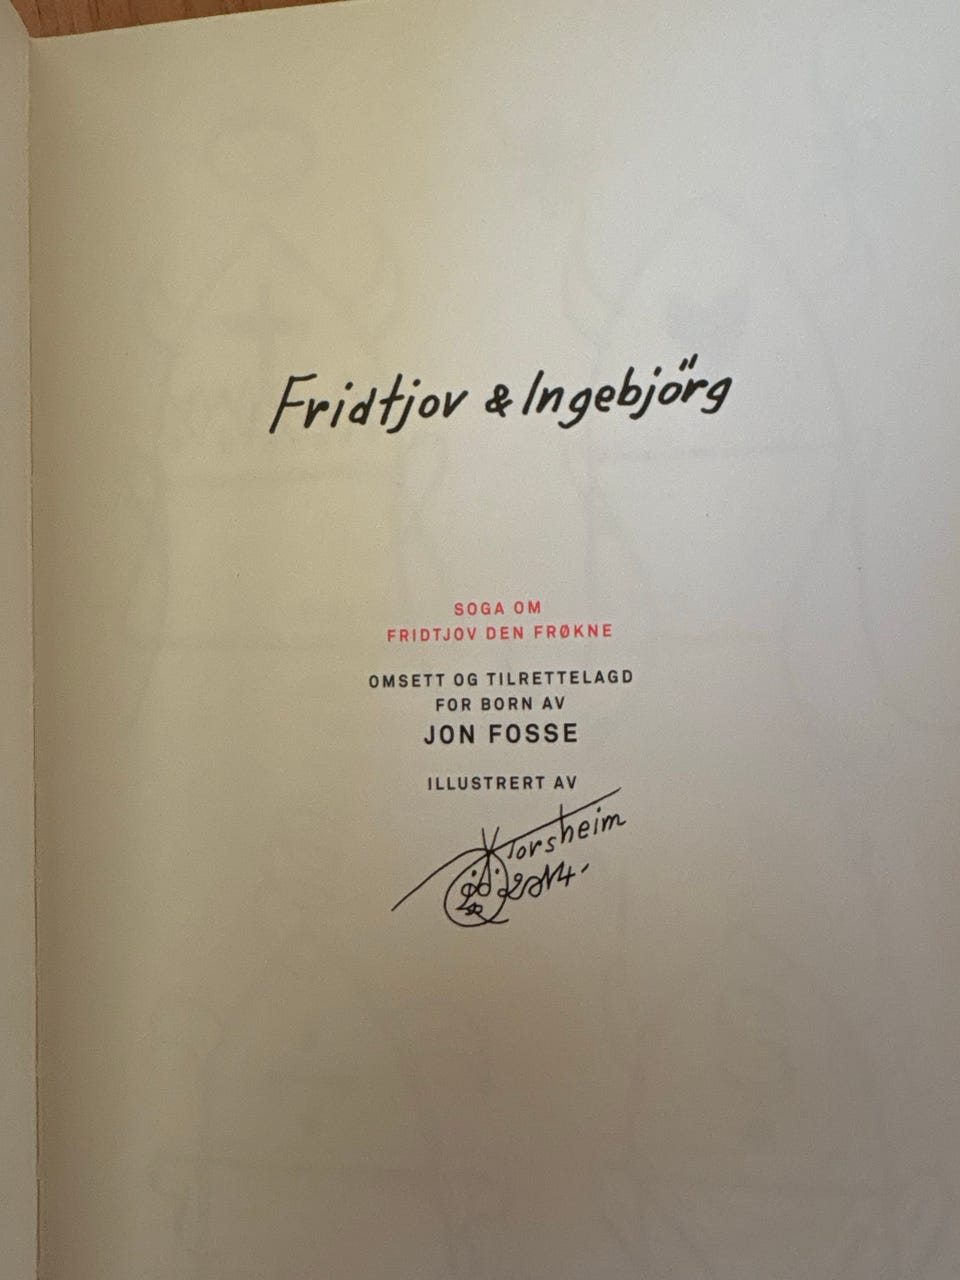 Fridtjov & Ingebjörg
SOGA OM
FRIDTJOV DEN FRØKNE
OMSETT OG TILRETTELAGD
FOR BORN AV
JON FOSSE
ILLUSTRERT AV
Torsheim
2014.